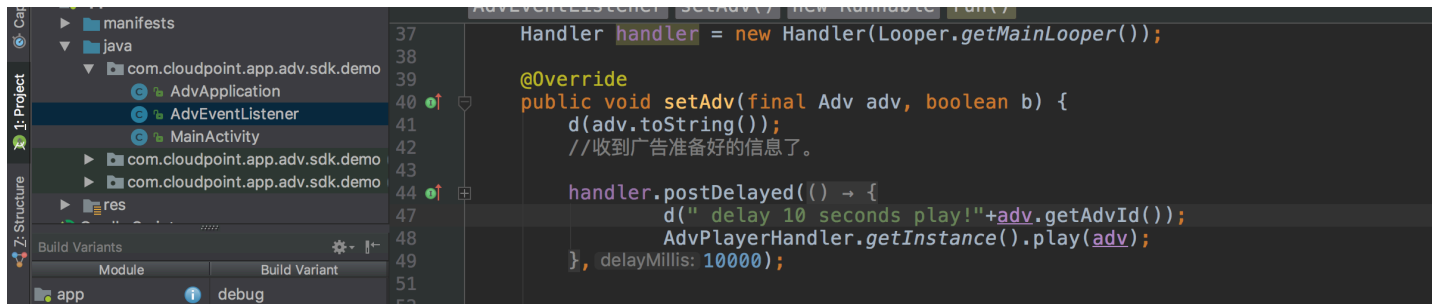 AdvEventListener setAdv() new Runnable run()
manifests
java
com.cloudpoint.app.adv.sdk.demo
AdvApplication
AdvEventListener
MainActivity
com.cloudpoint.app.adv.sdk.demo
com.cloudpoint.app.adv.sdk.demo
res
Build Variants
Module Build Variant
app debug
Cap
1: Project
Z: Structure
37 Handler handler = new Handler(Looper.getMainLooper());
38
39 @Override
40 public void setAdv(final Adv adv, boolean b) {
41 d(adv.toString());
42 //收到广告准备好的信息了。
43
44 handler.postDelayed(() → {
47 d(" delay 10 seconds play!"+adv.getAdvId());
48 AdvPlayerHandler.getInstance().play(adv);
49 }, delayMillis: 10000);
51